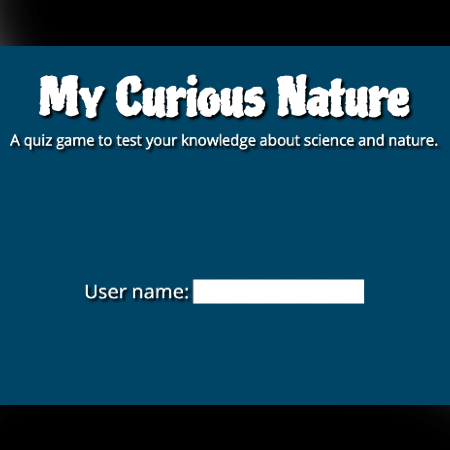 My Curious Nature
A quiz game to test your knowledge about science and nature.
User name: